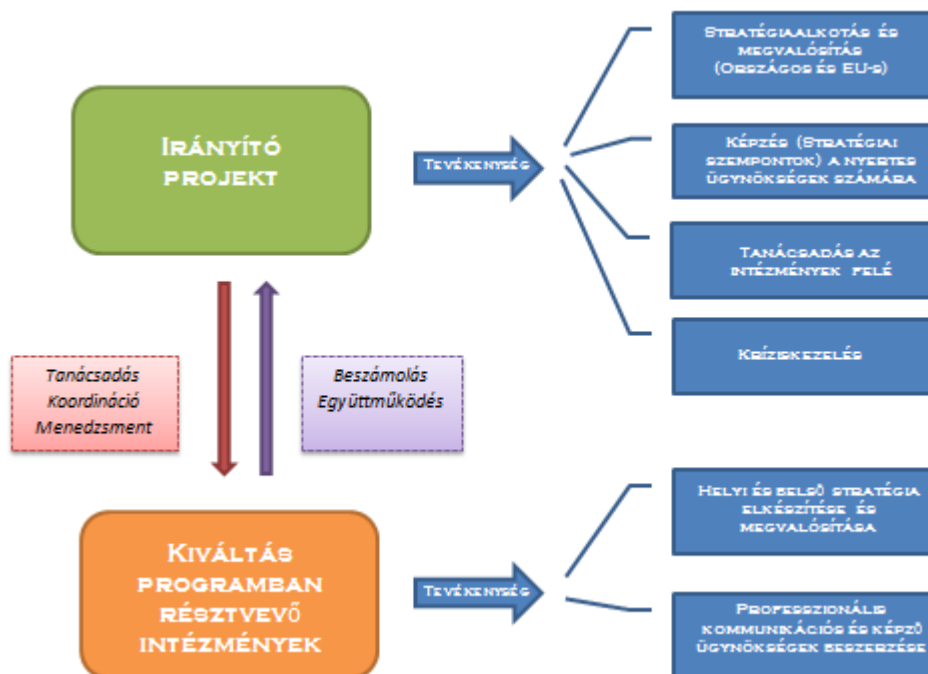 Irányító
projekt
Tevékenység
Stratégiaalkotás és
megvalósítás
(Országos és EU-s)
Képzés (Stratégiai
szempontok) a nyertes
ügynökségek számára
Tanácsadás az
intézmények felé
Kríziskezelés
Tanácsadás
Koordináció
Menedzsment
Beszámolás
Együttműködés
Kiváltás
programban
résztvevő
intézmények
Tevékenység
Helyi és belső stratégia
elkészítése és
megvalósítása
Professzionális
kommunikációs és képző
ügynökségek beszerzése